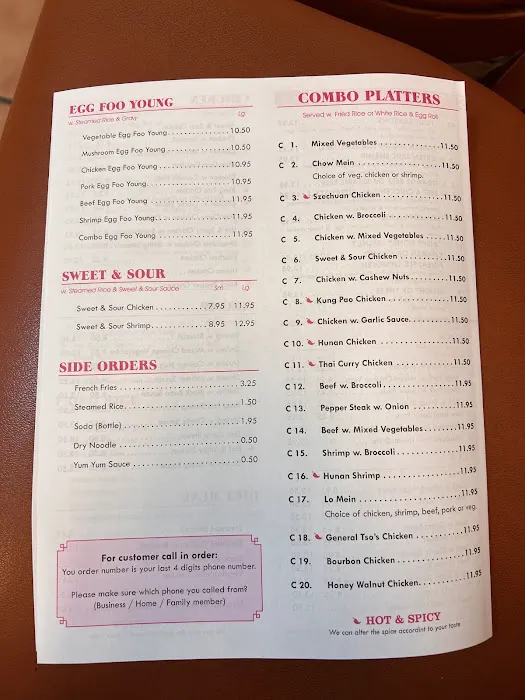 EGG FOO YOUNG
w. Steamed Rice & Gravy Lg
Vegetable Egg Foo Young 10.50
Mushroom Egg Foo Young 10.50
Chicken Egg Foo Young 10.95
Pork Egg Foo Young 10.95
Beef Egg Foo Young 11.95
Shrimp Egg Foo Young 11.95
Combo Egg Foo Young 11.95
SWEET & SOUR
w. Steamed Rice & Sweet & Sour Sauce Sm Lg
Sweet & Sour Chicken 7.95 11.95
Sweet & Sour Shrimp 8.95 12.95
SIDE ORDERS
French Fries 3.25
Steamed Rice 1.50
Soda (Bottle) 1.95
Dry Noodle 0.50
Yum Yum Sauce 0.50
For customer call in order:
You order number is your last 4 digits phone number.
Please make sure which phone you called from?
(Business / Home / Family member)
COMBO PLATTERS
Served w. Fried Rice or White Rice & Egg Roll
C 1. Mixed Vegetables 11.50
C 2. Chow Mein 11.50
Choice of veg. chicken or shrimp.
C 3. Szechuan Chicken 11.50
C 4. Chicken w. Broccoli 11.50
C 5. Chicken w. Mixed Vegetables 11.50
C 6. Sweet & Sour Chicken 11.50
C 7. Chicken w. Cashew Nuts 11.50
C 8. Kung Pao Chicken 11.50
C 9. Chicken w. Garlic Sauce 11.50
C 10. Hunan Chicken 11.50
C 11. Thai Curry Chicken 11.50
C 12. Beef w. Broccoli 11.95
C 13. Pepper Steak w. Onion 11.95
C 14. Beef w. Mixed Vegetables 11.95
C 15. Shrimp w. Broccoli 11.95
C 16. Hunan Shrimp 11.95
C 17. Lo Mein 11.95
Choice of chicken, shrimp, beef, pork or veg.
C 18. General Tso's Chicken 11.95
C 19. Bourbon Chicken 11.95
C 20. Honey Walnut Chicken 11.95
HOT & SPICY
We can alter the spice accordint to your taste